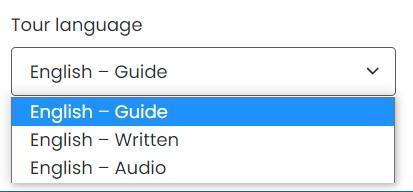 Tour language
English – Guide
English – Guide
English – Written
English – Audio